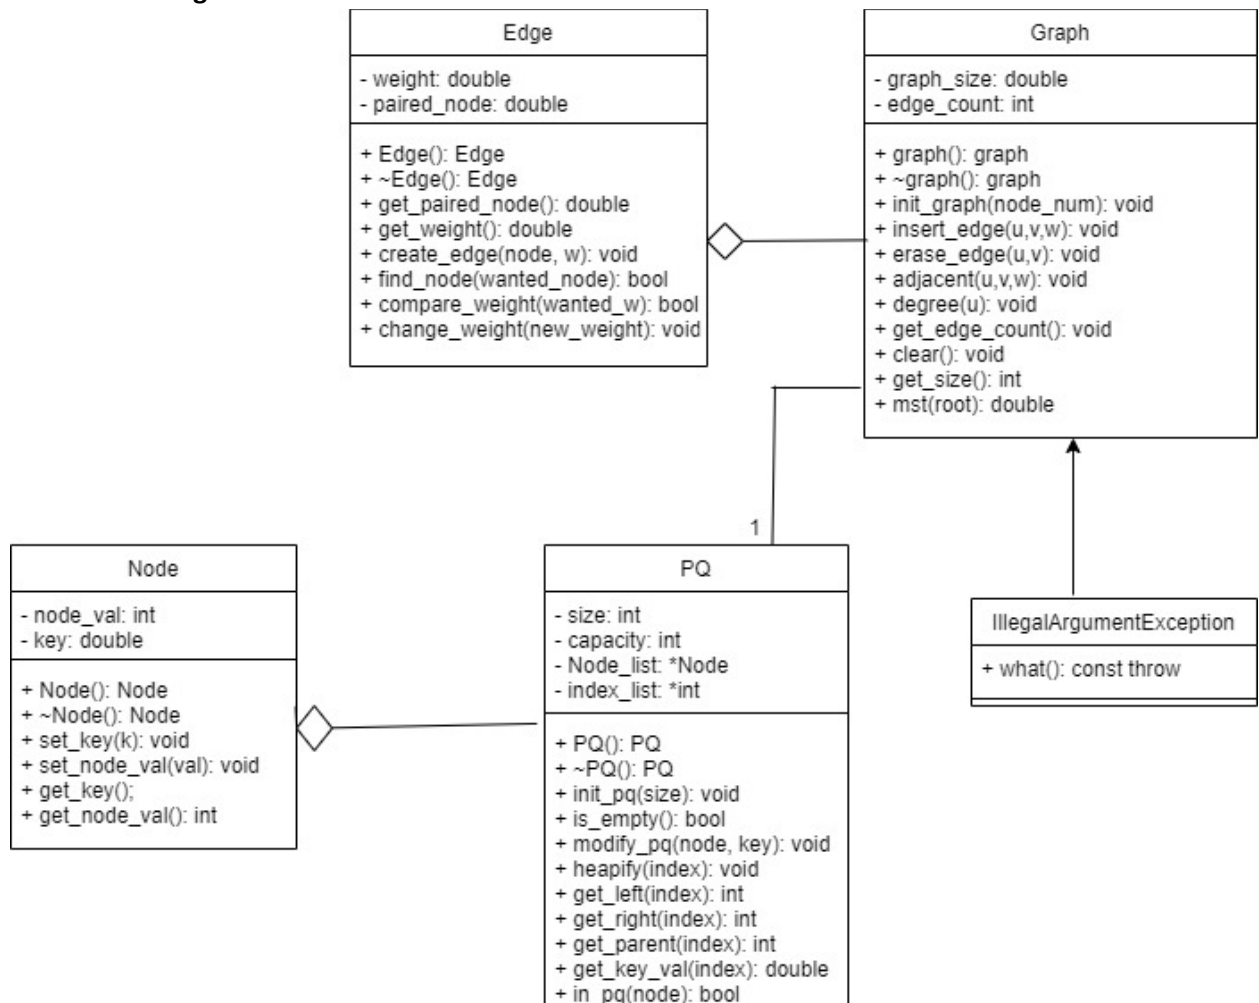 Edge
- weight: double
- paired_node: double
+ Edge(): Edge
+ ~Edge(): Edge
+ get_paired_node(): double
+ get_weight(): double
+ create_edge(node, w): void
+ find_node(wanted_node): bool
+ compare_weight(wanted_w): bool
+ change_weight(new_weight): void
Graph
- graph_size: double
- edge_count: int
+ graph(): graph
+ ~graph(): graph
+ init_graph(node_num): void
+ insert_edge(u,v,w): void
+ erase_edge(u,v): void
+ adjacent(u,v,w): void
+ degree(u): void
+ get_edge_count(): void
+ clear(): void
+ get_size(): int
+ mst(root): double
1
Node
- node_val: int
- key: double
+ Node(): Node
+ ~Node(): Node
+ set_key(k): void
+ set_node_val(val): void
+ get_key();
+ get_node_val(): int
PQ
- size: int
- capacity: int
- Node_list: *Node
- index_list: *int
+ PQ(): PQ
+ ~PQ(): PQ
+ init_pq(size): void
+ is_empty(): bool
+ modify_pq(node, key): void
+ heapify(index): void
+ get_left(index): int
+ get_right(index): int
+ get_parent(index): int
+ get_key_val(index): double
+ in_pq(node): bool
IllegalArgumentException
+ what(): const throw